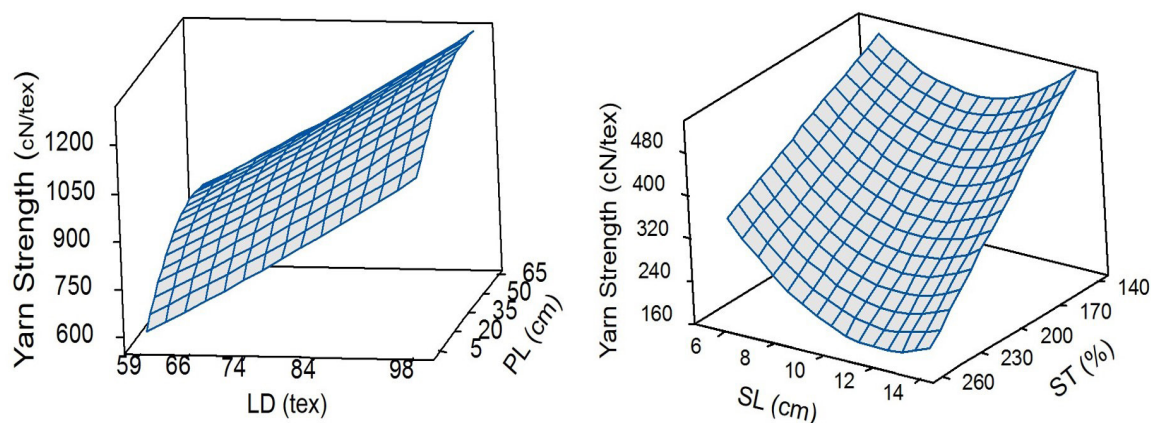 Yarn Strength (cN/tex)
1200
1050
900
750
600
59 66 74 84 98
LD (tex)
5 20 35 50 65
PL (cm)
Yarn Strength (cN/tex)
480
400
320
240
160
6 8 10 12 14
SL (cm)
260 230 200 170 140
ST (%)